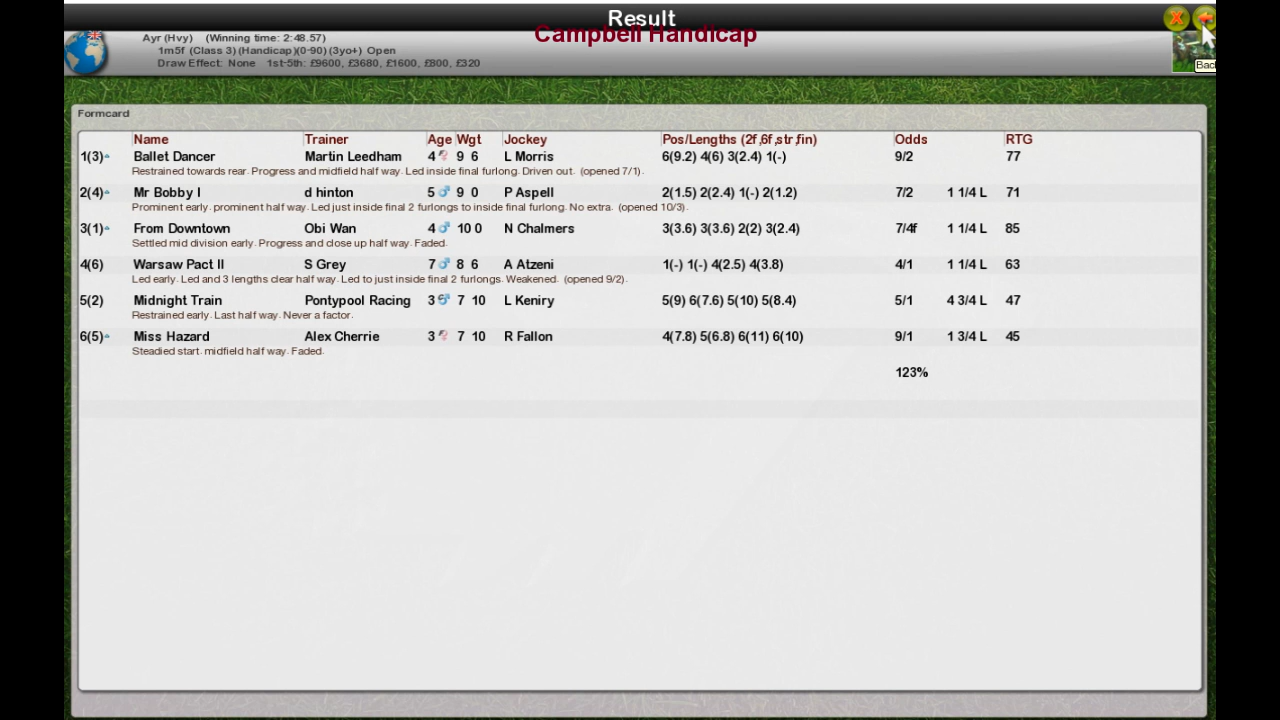 Result
Campbell Handicap
Ayr (Hvy) (Winning time: 2:48.57)
1m5f (Class 3)(Handicap)(0-90)(3yo+) Open
Draw Effect: None 1st-5th: £9600, £3680, £1600, £800, £320
Bac
Formcard
Name Trainer Age Wgt Jockey Pos/Lengths (2f,6f,str,fin) Odds RTG
1(3) Ballet Dancer Martin Leedham 4 9 6 L Morris 6(9.2) 4(6) 3(2.4) 1(-) 9/2 77
Restrained towards rear. Progress and midfield half way. Led inside final furlong. Driven out. (opened 7/1).
2(4) Mr Bobby I d hinton 5 9 0 P Aspell 2(1.5) 2(2.4) 1(-) 2(1.2) 7/2 1 1/4 L 71
Prominent early. prominent half way. Led just inside final 2 furlongs to inside final furlong. No extra. (opened 10/3).
3(1) From Downtown Obi Wan 4 10 0 N Chalmers 3(3.6) 3(3.6) 2(2) 3(2.4) 7/4f 1 1/4 L 85
Settled mid division early. Progress and close up half way. Faded.
4(6) Warsaw Pact II S Grey 7 8 6 A Atzeni 1(-) 1(-) 4(2.5) 4(3.8) 4/1 1 1/4 L 63
Led early. Led and 3 lengths clear half way. Led to just inside final 2 furlongs. Weakened. (opened 9/2).
5(2) Midnight Train Pontypool Racing 3 7 10 L Keniry 5(9) 6(7.6) 5(10) 5(8.4) 5/1 4 3/4 L 47
Restrained early. Last half way. Never a factor.
6(5) Miss Hazard Alex Cherrie 3 7 10 R Fallon 4(7.8) 5(6.8) 6(11) 6(10) 9/1 1 3/4 L 45
Steadied start. midfield half way. Faded.
123%